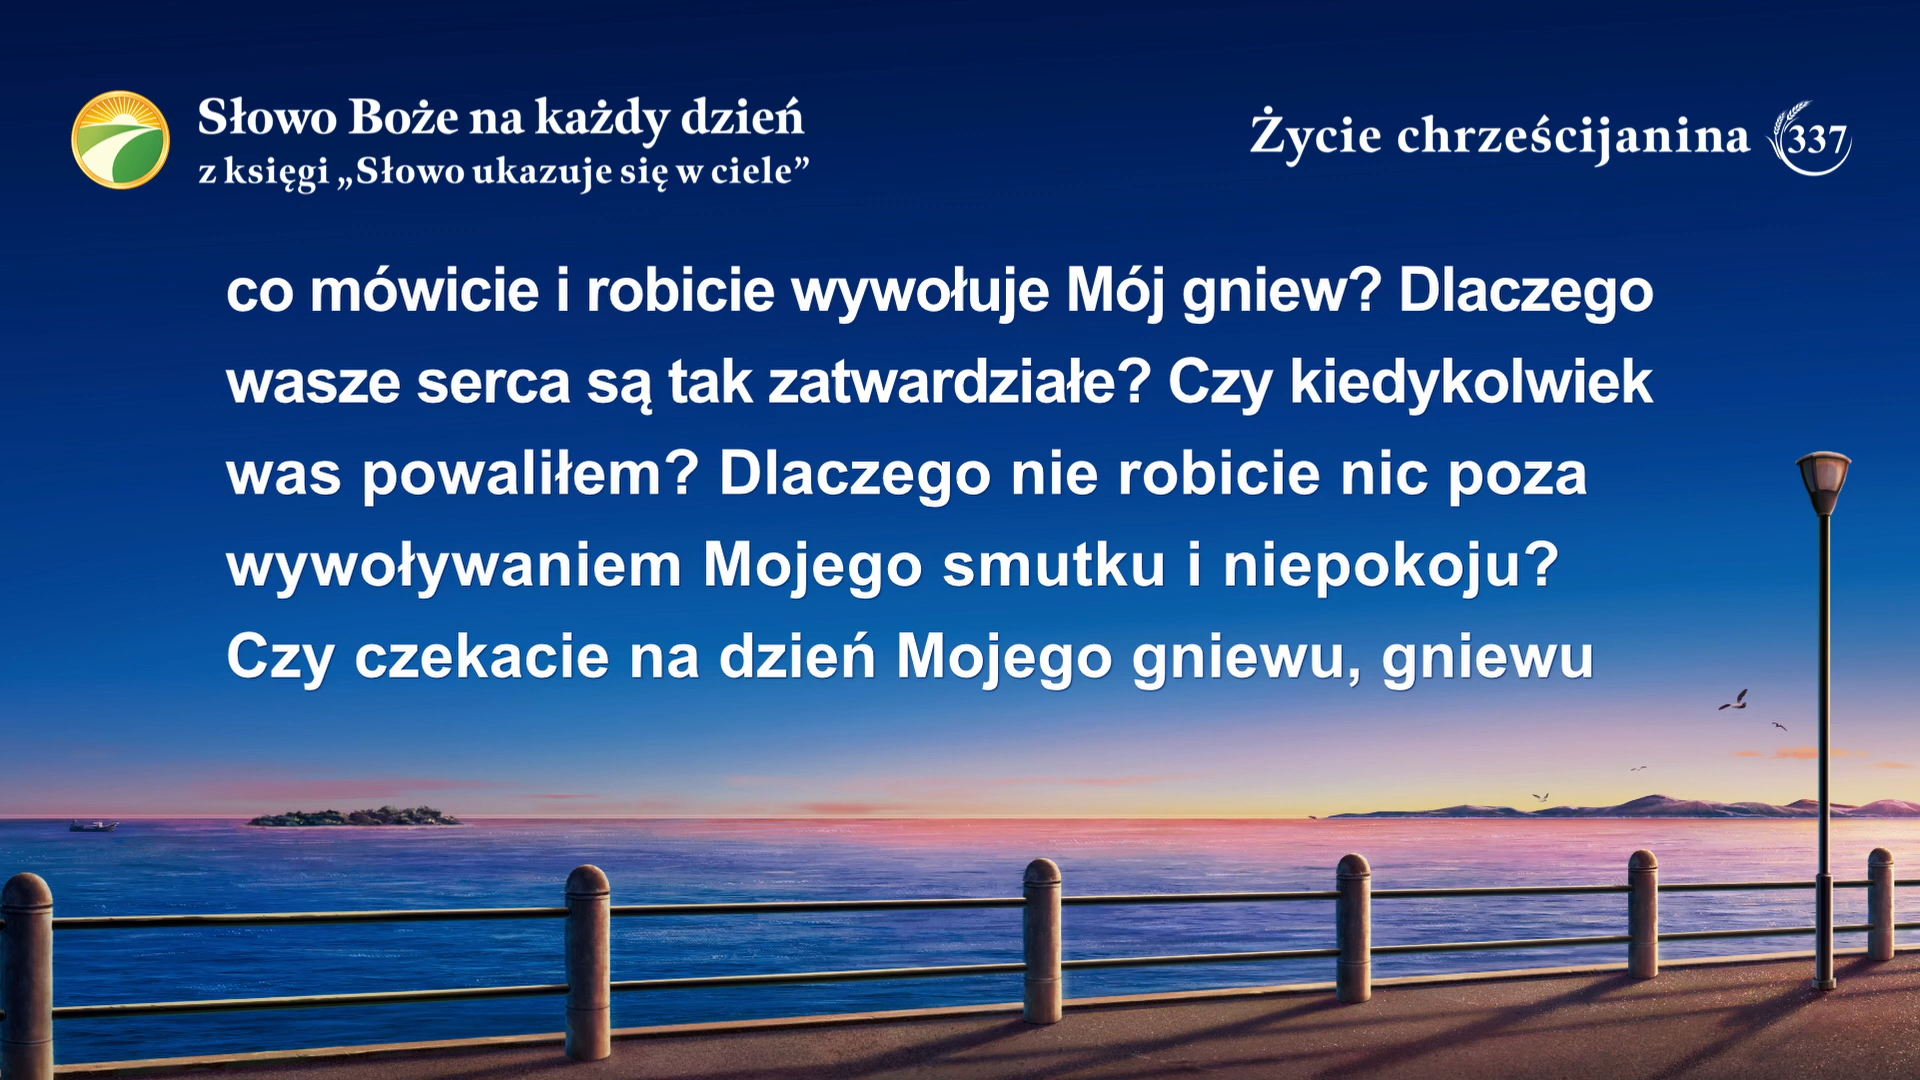 Słowo Boże na każdy dzień
z księgi „Słowo ukazuje się w ciele”
Życie chrześcijanina 337
co mówicie i robicie wywołuje Mój gniew? Dlaczego
wasze serca są tak zatwardziałe? Czy kiedykolwiek
was powaliłem? Dlaczego nie robicie nic poza
wywoływaniem Mojego smutku i niepokoju?
Czy czekacie na dzień Mojego gniewu, gniewu